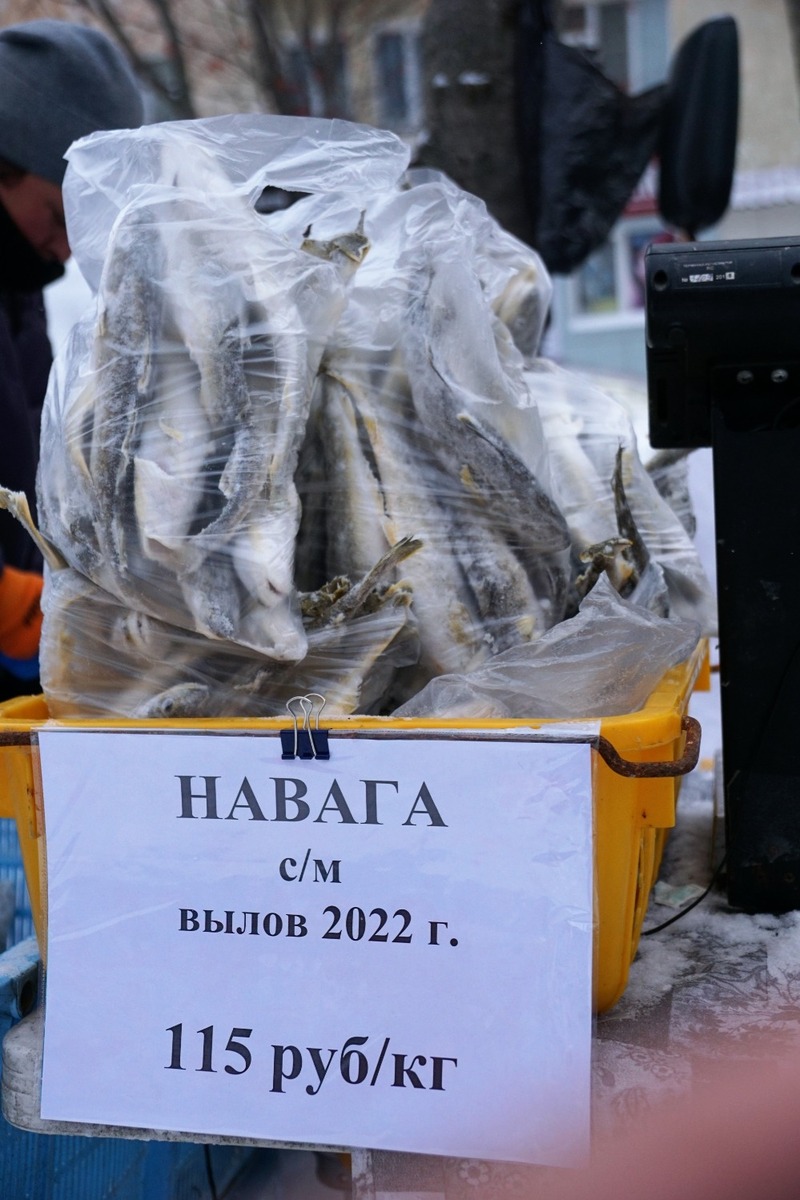 НАВАГА
с/м
вылов 2022 г.
115 руб/кг